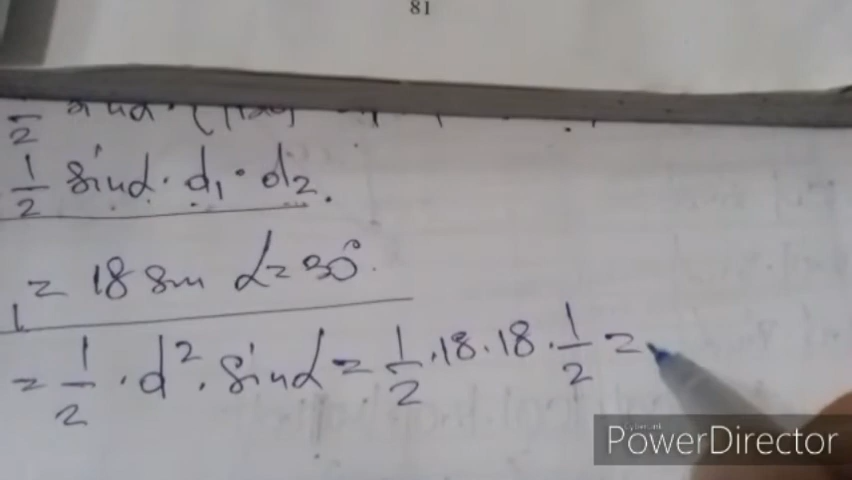 81
1/2 sinα · d₁ · d₂.
= 18 sm α = 30°.
= 1/2 · d² · sinα = 1/2 · 18 · 18 · 1/2 =
PowerDirector